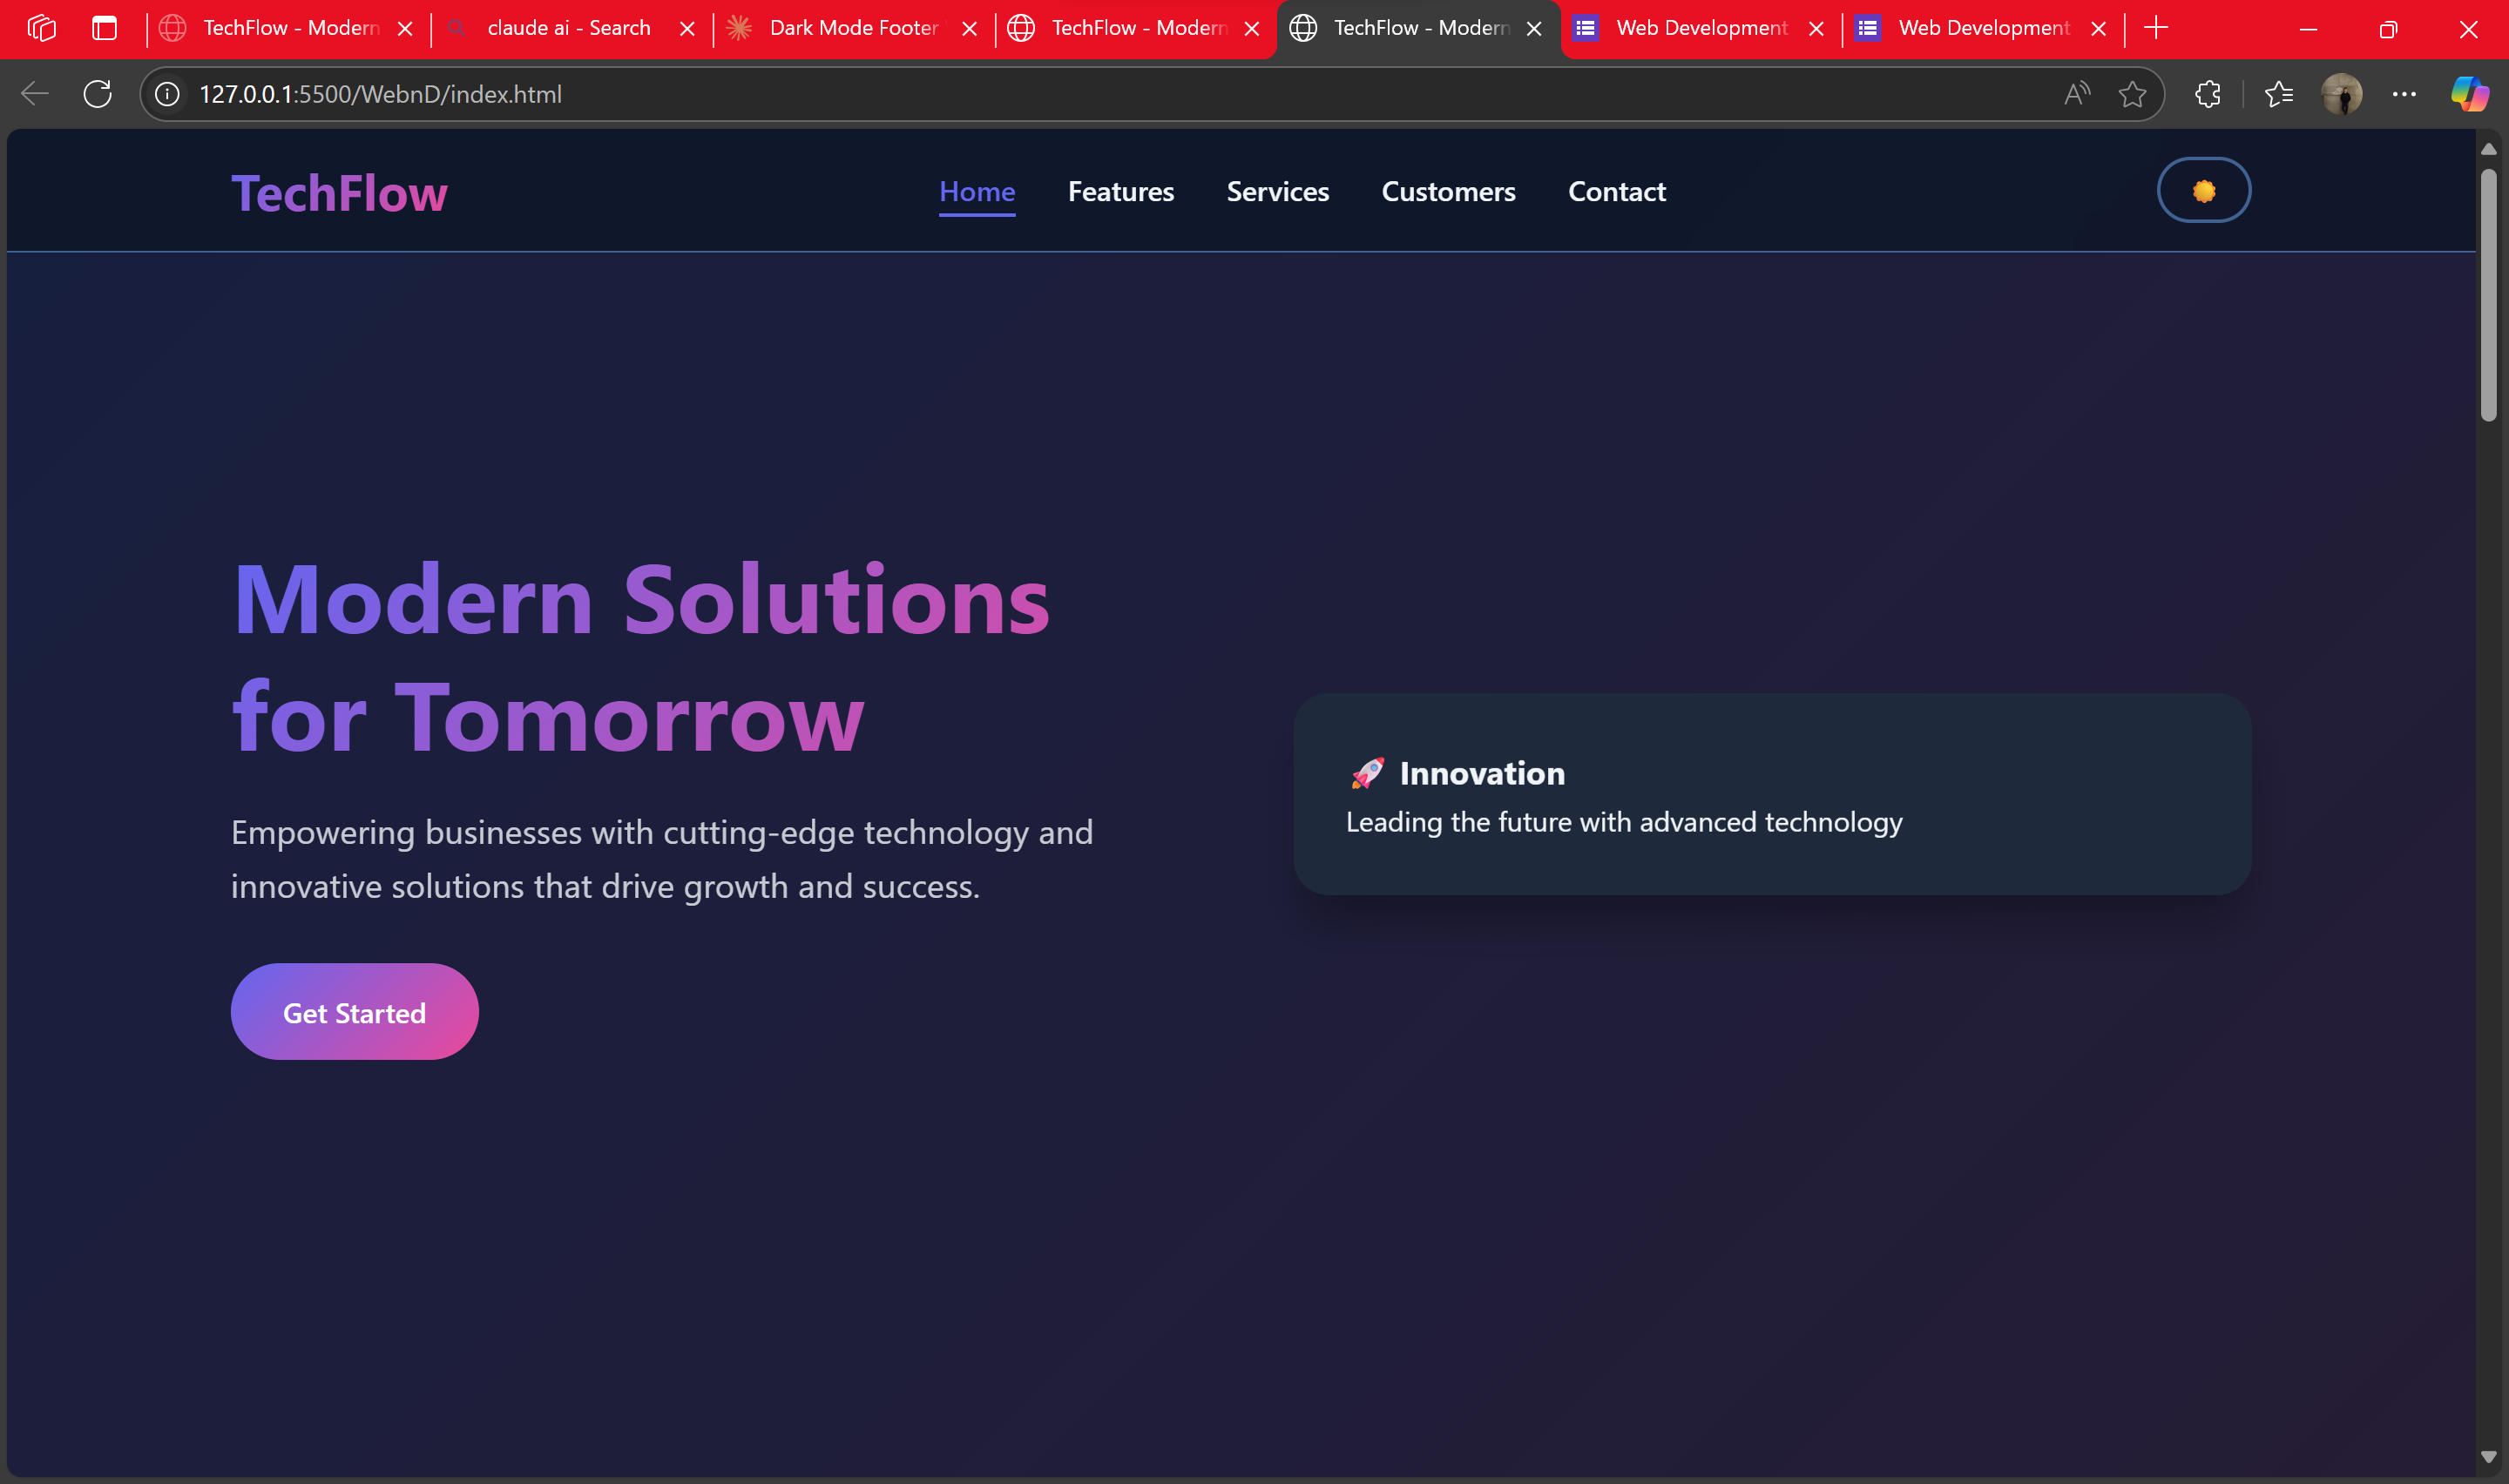 TechFlow - Modern
claude ai - Search
Dark Mode Footer
TechFlow - Modern
TechFlow - Modern
Web Development
Web Development
127.0.0.1:5500/WebnD/index.html
TechFlow
Home
Features
Services
Customers
Contact
Modern Solutions
for Tomorrow
Empowering businesses with cutting-edge technology and
innovative solutions that drive growth and success.
Get Started
🚀 Innovation
Leading the future with advanced technology